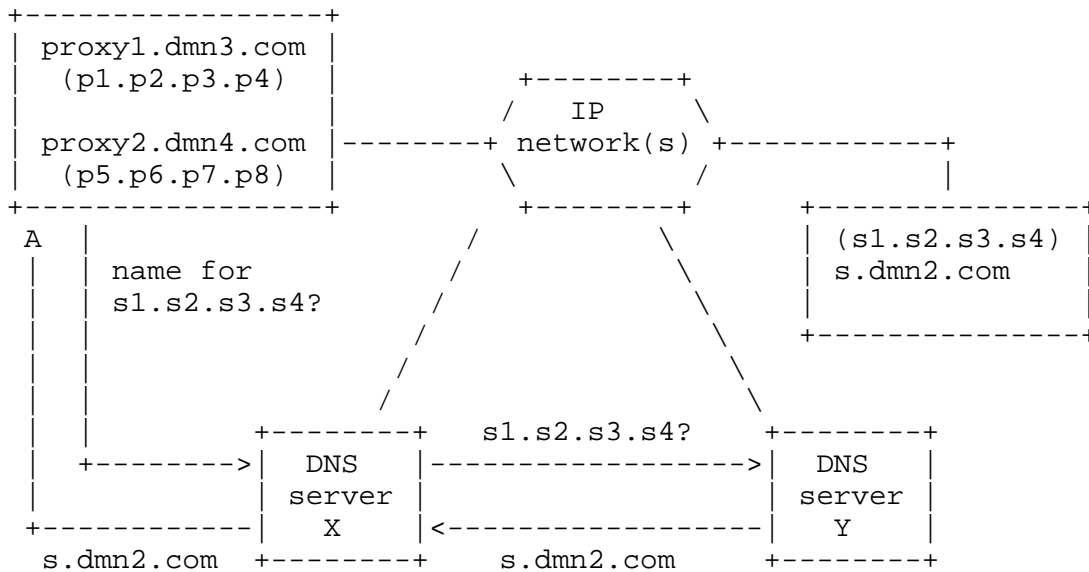 proxy1.dmn3.com
(p1.p2.p3.p4)
IP
proxy2.dmn4.com
network(s)
(p5.p6.p7.p8)
A
(s1.s2.s3.s4)
name for
s.dmn2.com
s1.s2.s3.s4?
s1.s2.s3.s4?
DNS
DNS
server
server
X
Y
s.dmn2.com
s.dmn2.com